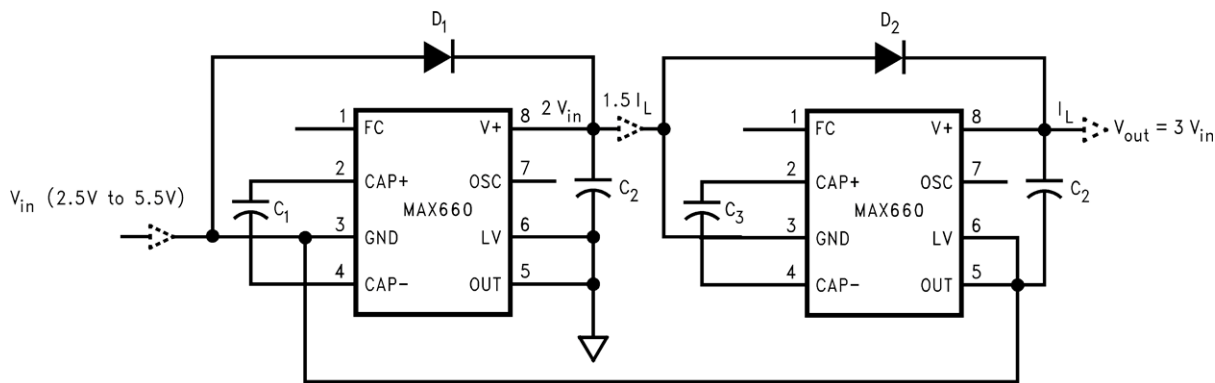 D1
D2
1
FC
V+
8
2 Vin
1.5 IL
1
FC
V+
8
IL
Vout = 3 Vin
2
CAP+
OSC
7
2
CAP+
OSC
7
Vin (2.5V to 5.5V)
C1
MAX660
C2
C3
MAX660
C2
3
GND
LV
6
3
GND
LV
6
4
CAP-
OUT
5
4
CAP-
OUT
5